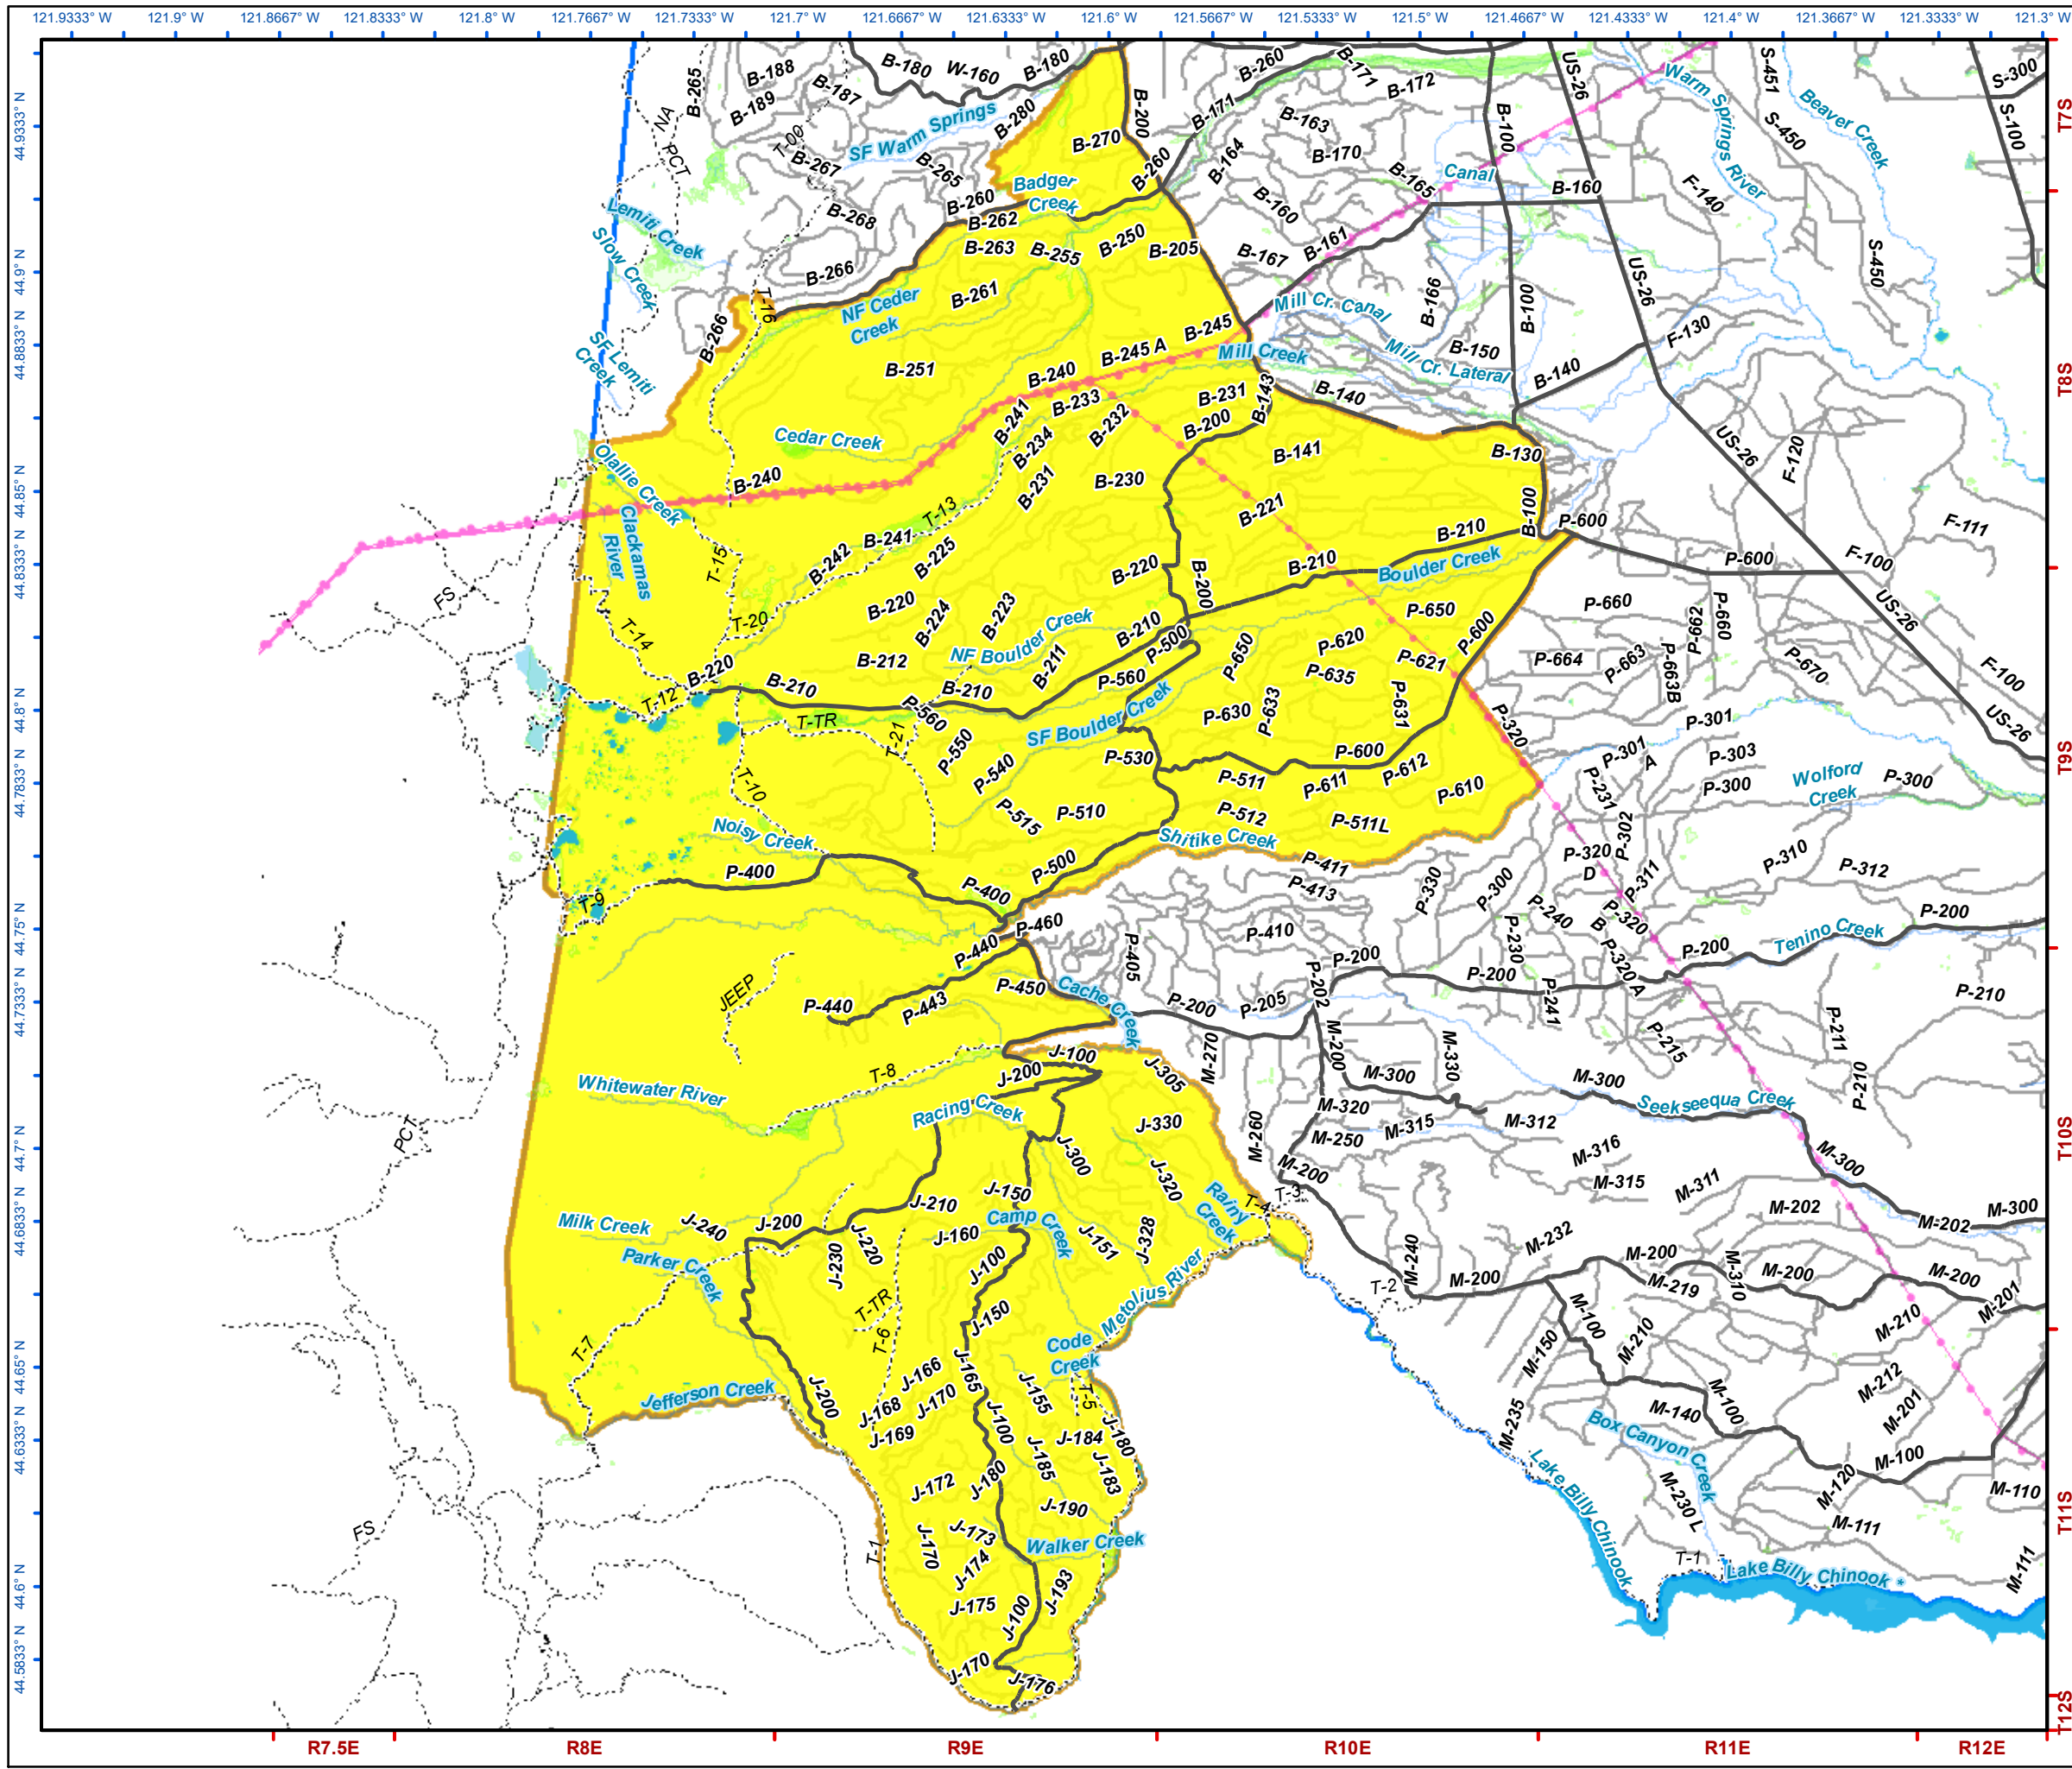 121.9333° W 121.9° W 121.8667° W 121.8333° W 121.8° W 121.7667° W 121.7333° W 121.7° W 121.6667° W 121.6333° W 121.6° W 121.5667° W 121.5333° W 121.5° W 121.4667° W 121.4333° W 121.4° W 121.3667° W 121.3333° W 121.3° W
44.9333° N
44.9° N
44.8833° N
44.85° N
44.8333° N
44.8° N
44.7833° N
44.75° N
44.7333° N
44.7° N
44.6833° N
44.65° N
44.6333° N
44.6° N
44.5833° N
T7S
T8S
T9S
T10S
T11S
T12S
B-265 B-188 B-180 W-160 B-180 B-260 B-171 B-172 US-26 Warm Springs River S-451 Beaver Creek S-300
NA B-189 B-187 B-280 B-200 B-171 B-163 B-100 S-450 S-100
PCT T-00 SF Warm Springs B-270
B-267 B-265 B-260 B-164 B-170 B-165 Canal B-160 F-140
Badger
Creek
Lemiti Creek B-268 B-260 B-262 B-160
Slow Creek B-263 B-255 B-250 B-205 B-167 B-161 US-26 S-450
B-266 B-261 B-166 B-100
T-16 NF Ceder
Creek
Mill Cr. Canal
B-266 B-245 F-130
SF Lemiti
Creek
B-251 B-240 B-245 A Mill Creek Mill Cr. Lateral B-150 B-140
B-241 B-233 B-232 B-231 B-143 B-140
Cedar Creek B-234 B-200 B-141 B-130 US-26 F-120
Olallie Creek B-240 B-231 B-230
Clackamas
River
T-13 B-221 B-100 P-600 F-111
T-15 B-242 B-241 B-225 B-220 B-200 B-210 B-210 Boulder Creek P-600 F-100
FS
T-14 T-20 B-220 B-224 B-223 P-650 P-660 P-662 P-660 US-26
NF Boulder Creek B-210 P-500 P-650 P-620 P-600
B-220 B-212 B-211 P-560 P-635 P-621 P-664 P-663 P-663B P-670 F-100
T-12 B-210 B-210
T-TR P-560 SF Boulder Creek P-630 P-633 P-631 P-320 P-301 US-26
T-21 P-550 P-530 P-600 P-301
A
P-303
T-10 P-540 P-511 P-611 P-612 P-610 P-231 P-300 Wolford
Creek
P-300
P-515 P-510 P-512 P-511L P-302
Noisy Creek Shitike Creek
P-400 P-500 P-411 P-320
D
P-310 P-312
T-9 P-400 P-413 P-330 P-300 P-311
P-460 P-410 P-240 P-320
B
P-200
P-440 P-405 P-200 P-230 P-200 Tenino Creek
JEEP P-440 P-443 P-450 Cache Creek P-202 P-200 P-320A P-210
P-200 P-205 P-241
J-100 M-270 M-200 M-330 P-215 P-211
T-8 J-200 J-305 M-300 M-300 P-210
Whitewater River Racing Creek M-320 Seekseequa Creek
PCT J-330 M-260 M-250 M-315 M-312
J-300 M-316 M-300
J-150 J-320 M-200 M-315 M-311
J-210 Rainy
Creek
T-4 T-3 M-202 M-202 M-300
Milk Creek J-240 J-200 J-160 Camp Creek
Parker Creek J-230 J-220 J-100 J-151 J-328 M-240 M-232 M-200 M-200 M-200
Metolius River T-2 M-200 M-219 M-310 M-201
T-TR J-150 M-100 M-210
T-7 T-6 Code
Creek
M-150 M-210
J-166 J-165
Jefferson Creek J-200 J-168 J-170 J-155 T-5 M-212
J-169 J-100 J-184 J-180 M-235 M-140 M-100 M-201
Box Canyon Creek
J-172 J-180 J-185 J-183 Lake Billy Chinook M-100
J-190 M-230 L M-120 M-110
FS T-1 J-170 J-173 Walker Creek M-111
J-174 T-1 M-111
J-175 J-100 J-193 Lake Billy Chinook *
J-170 J-176
R7.5E R8E R9E R10E R11E R12E